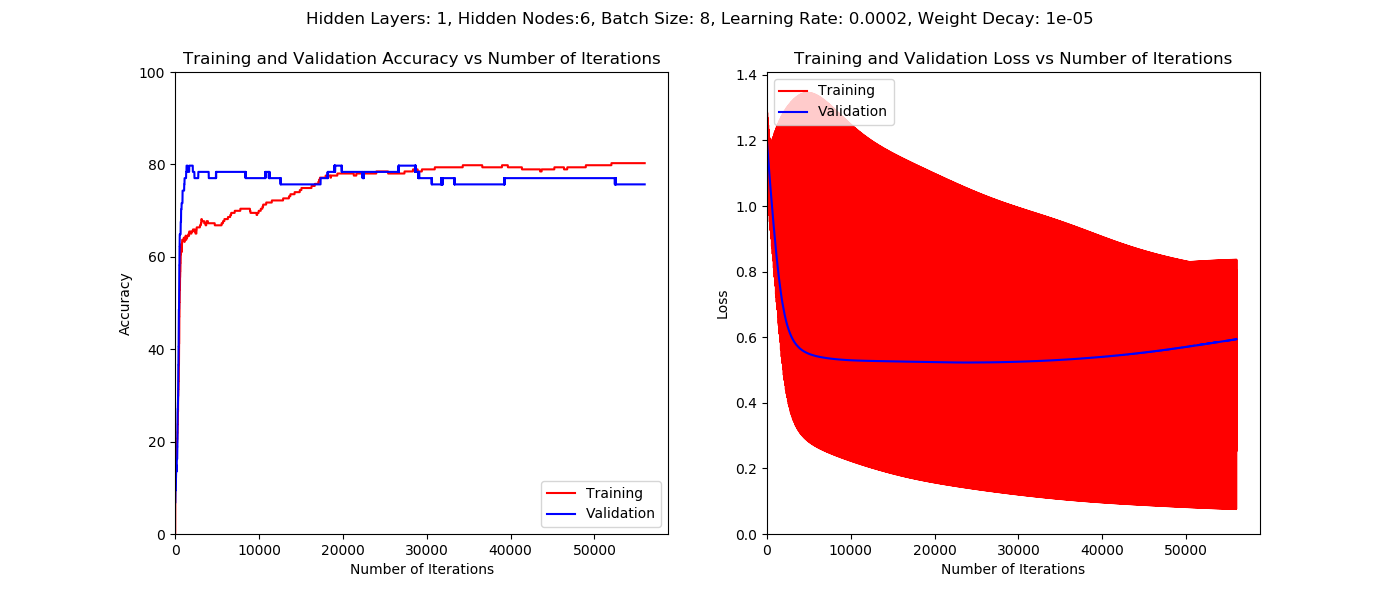 Hidden Layers: 1, Hidden Nodes:6, Batch Size: 8, Learning Rate: 0.0002, Weight Decay: 1e-05
Training and Validation Accuracy vs Number of Iterations
100
80
60
40
20
0
Accuracy
0 10000 20000 30000 40000 50000
Number of Iterations
Training
Validation
Training and Validation Loss vs Number of Iterations
1.4
1.2
1.0
0.8
0.6
0.4
0.2
0.0
Loss
0 10000 20000 30000 40000 50000
Number of Iterations
Training
Validation